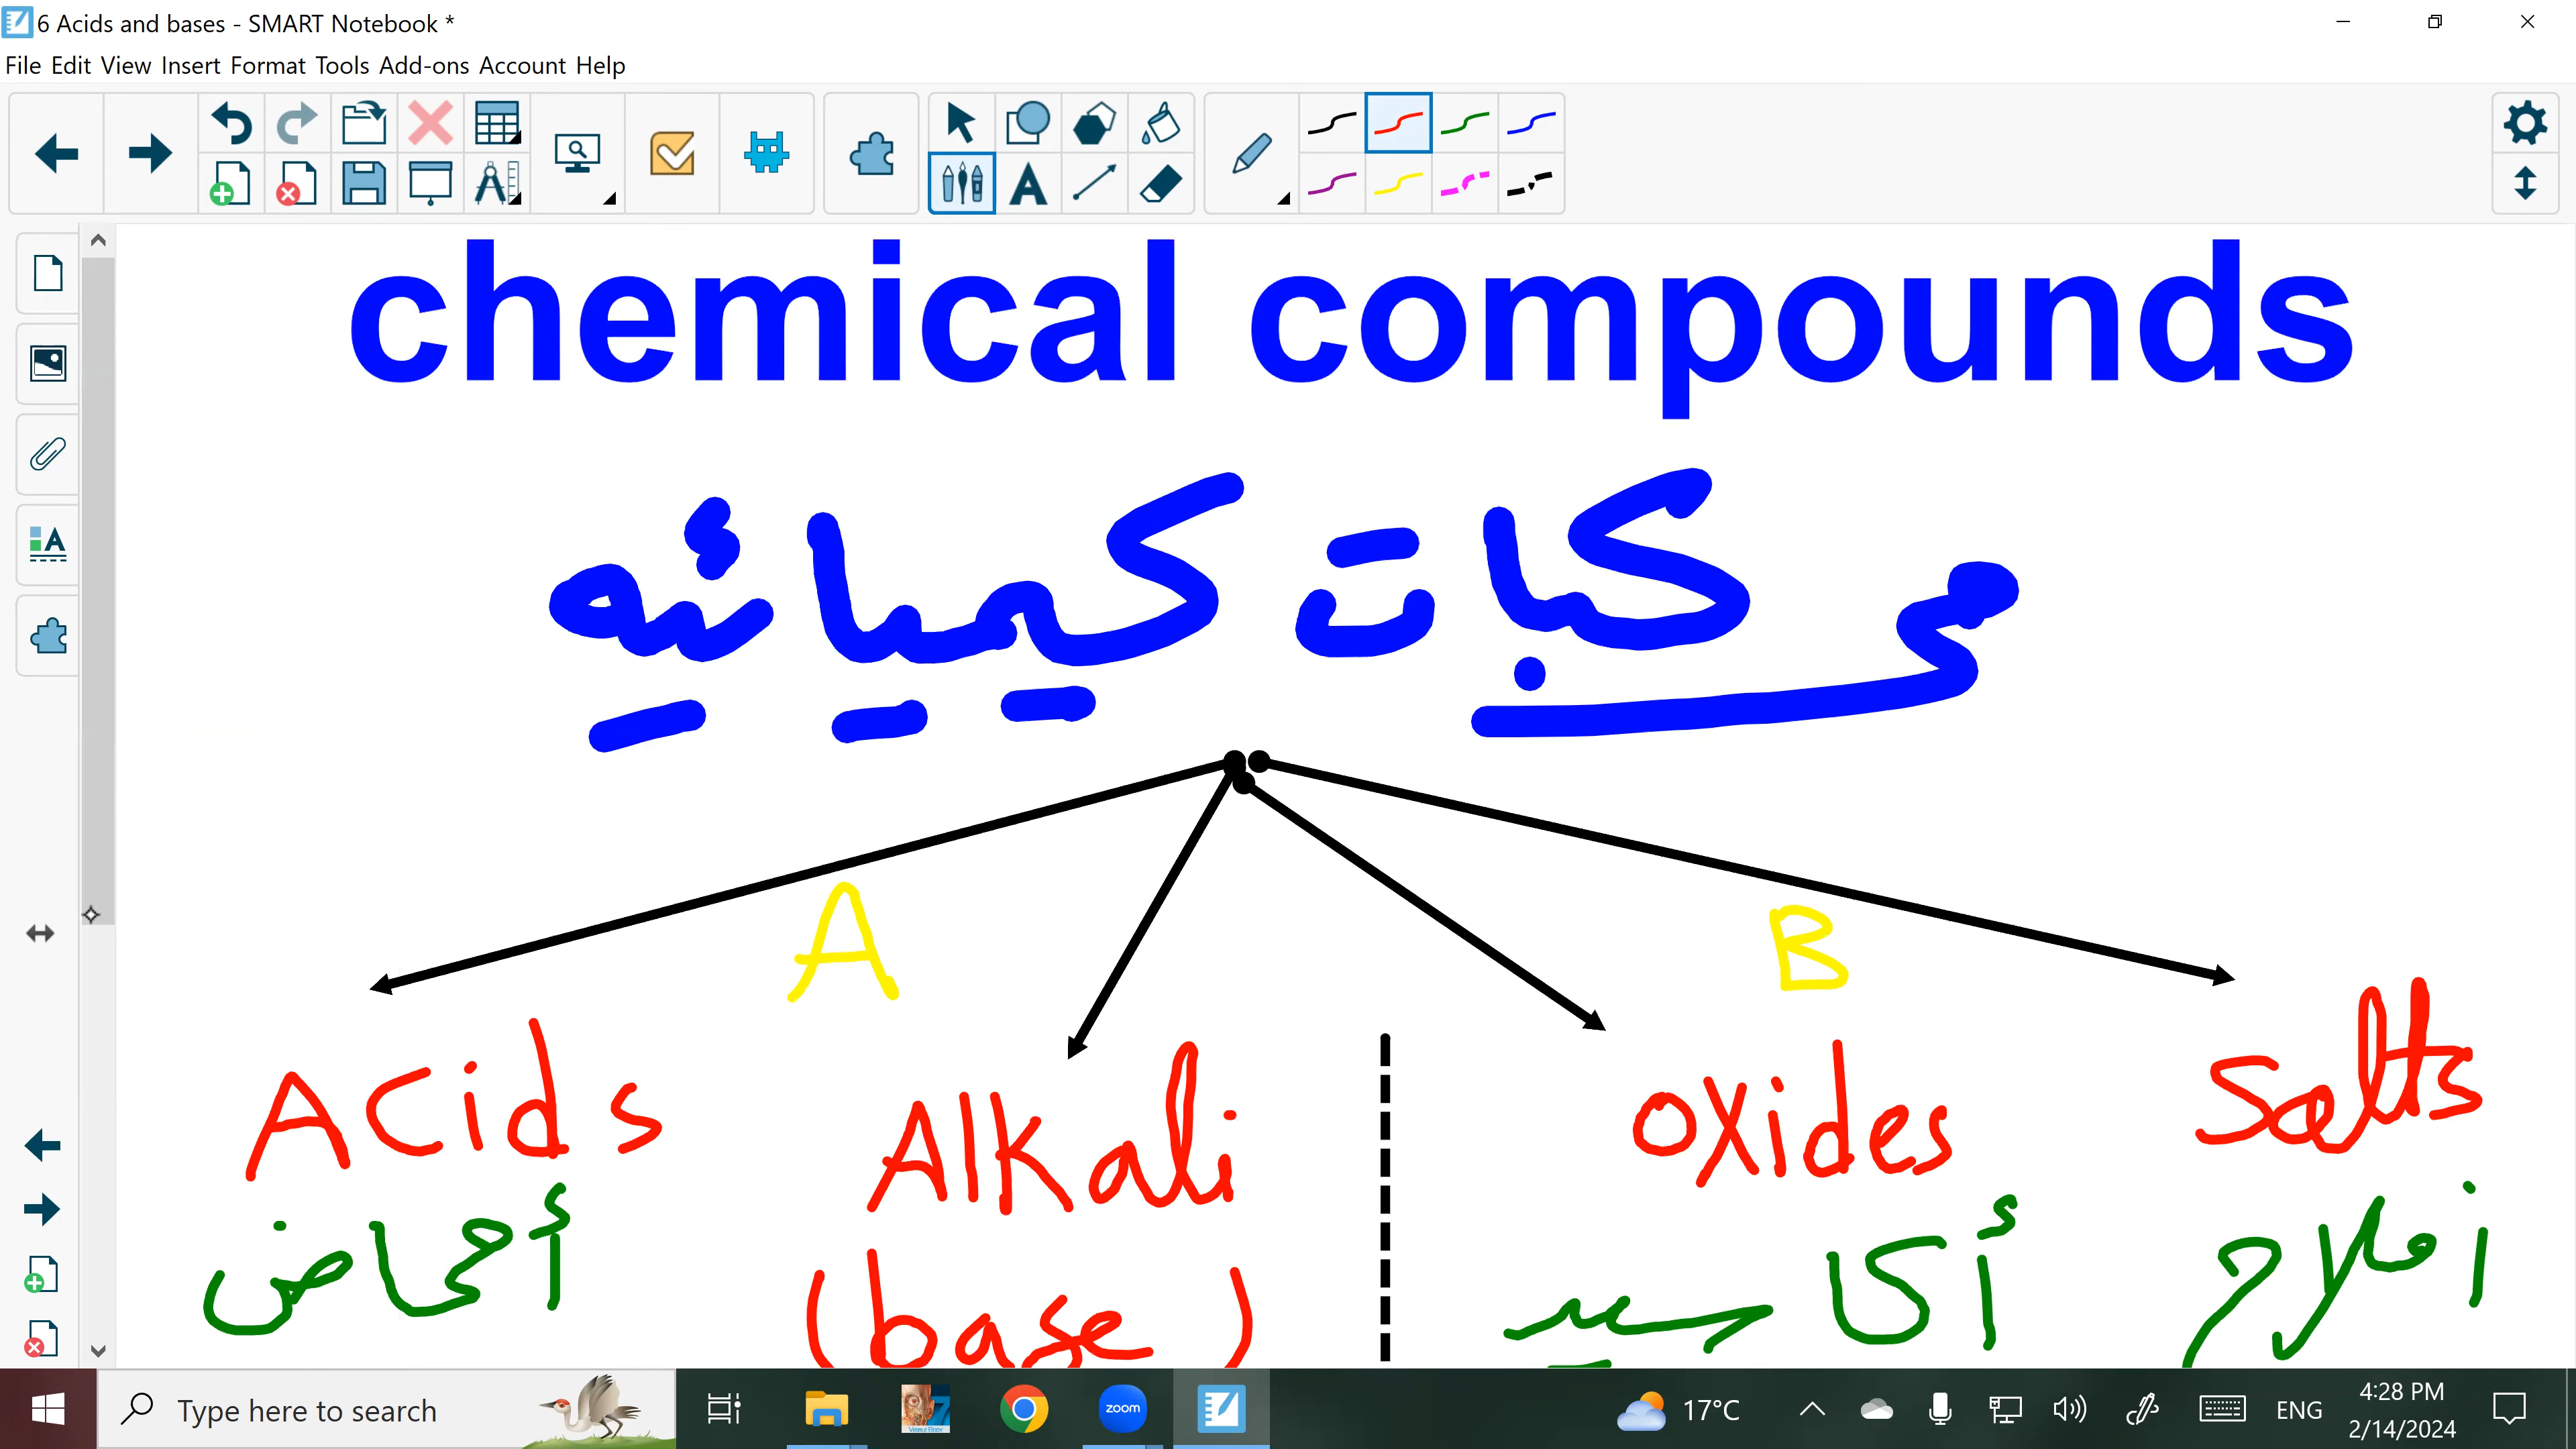 6 Acids and bases - SMART Notebook *
File Edit View Insert Format Tools Add-ons Account Help
chemical compounds
مركبات كيميائيه
A
B
Acids
Alkali
oxides
Salts
أحماض
(base)
أكاسيد
أملاح
Type here to search
zoom
17°C
ENG
4:28 PM
2/14/2024